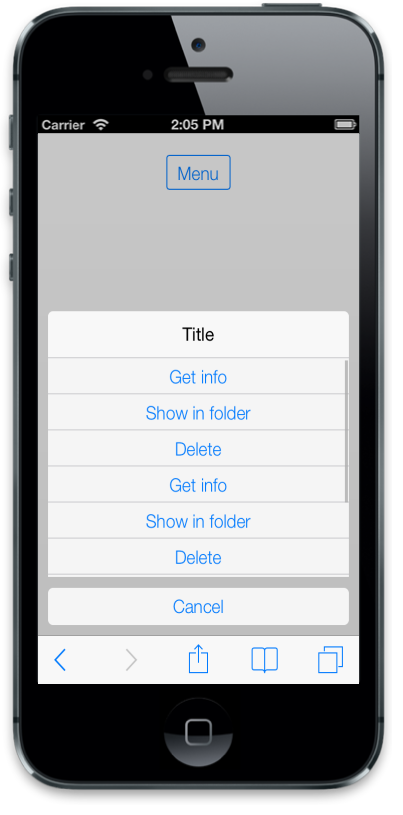 Carrier 2:05 PM
Menu
Title
Get info
Show in folder
Delete
Get info
Show in folder
Delete
Cancel